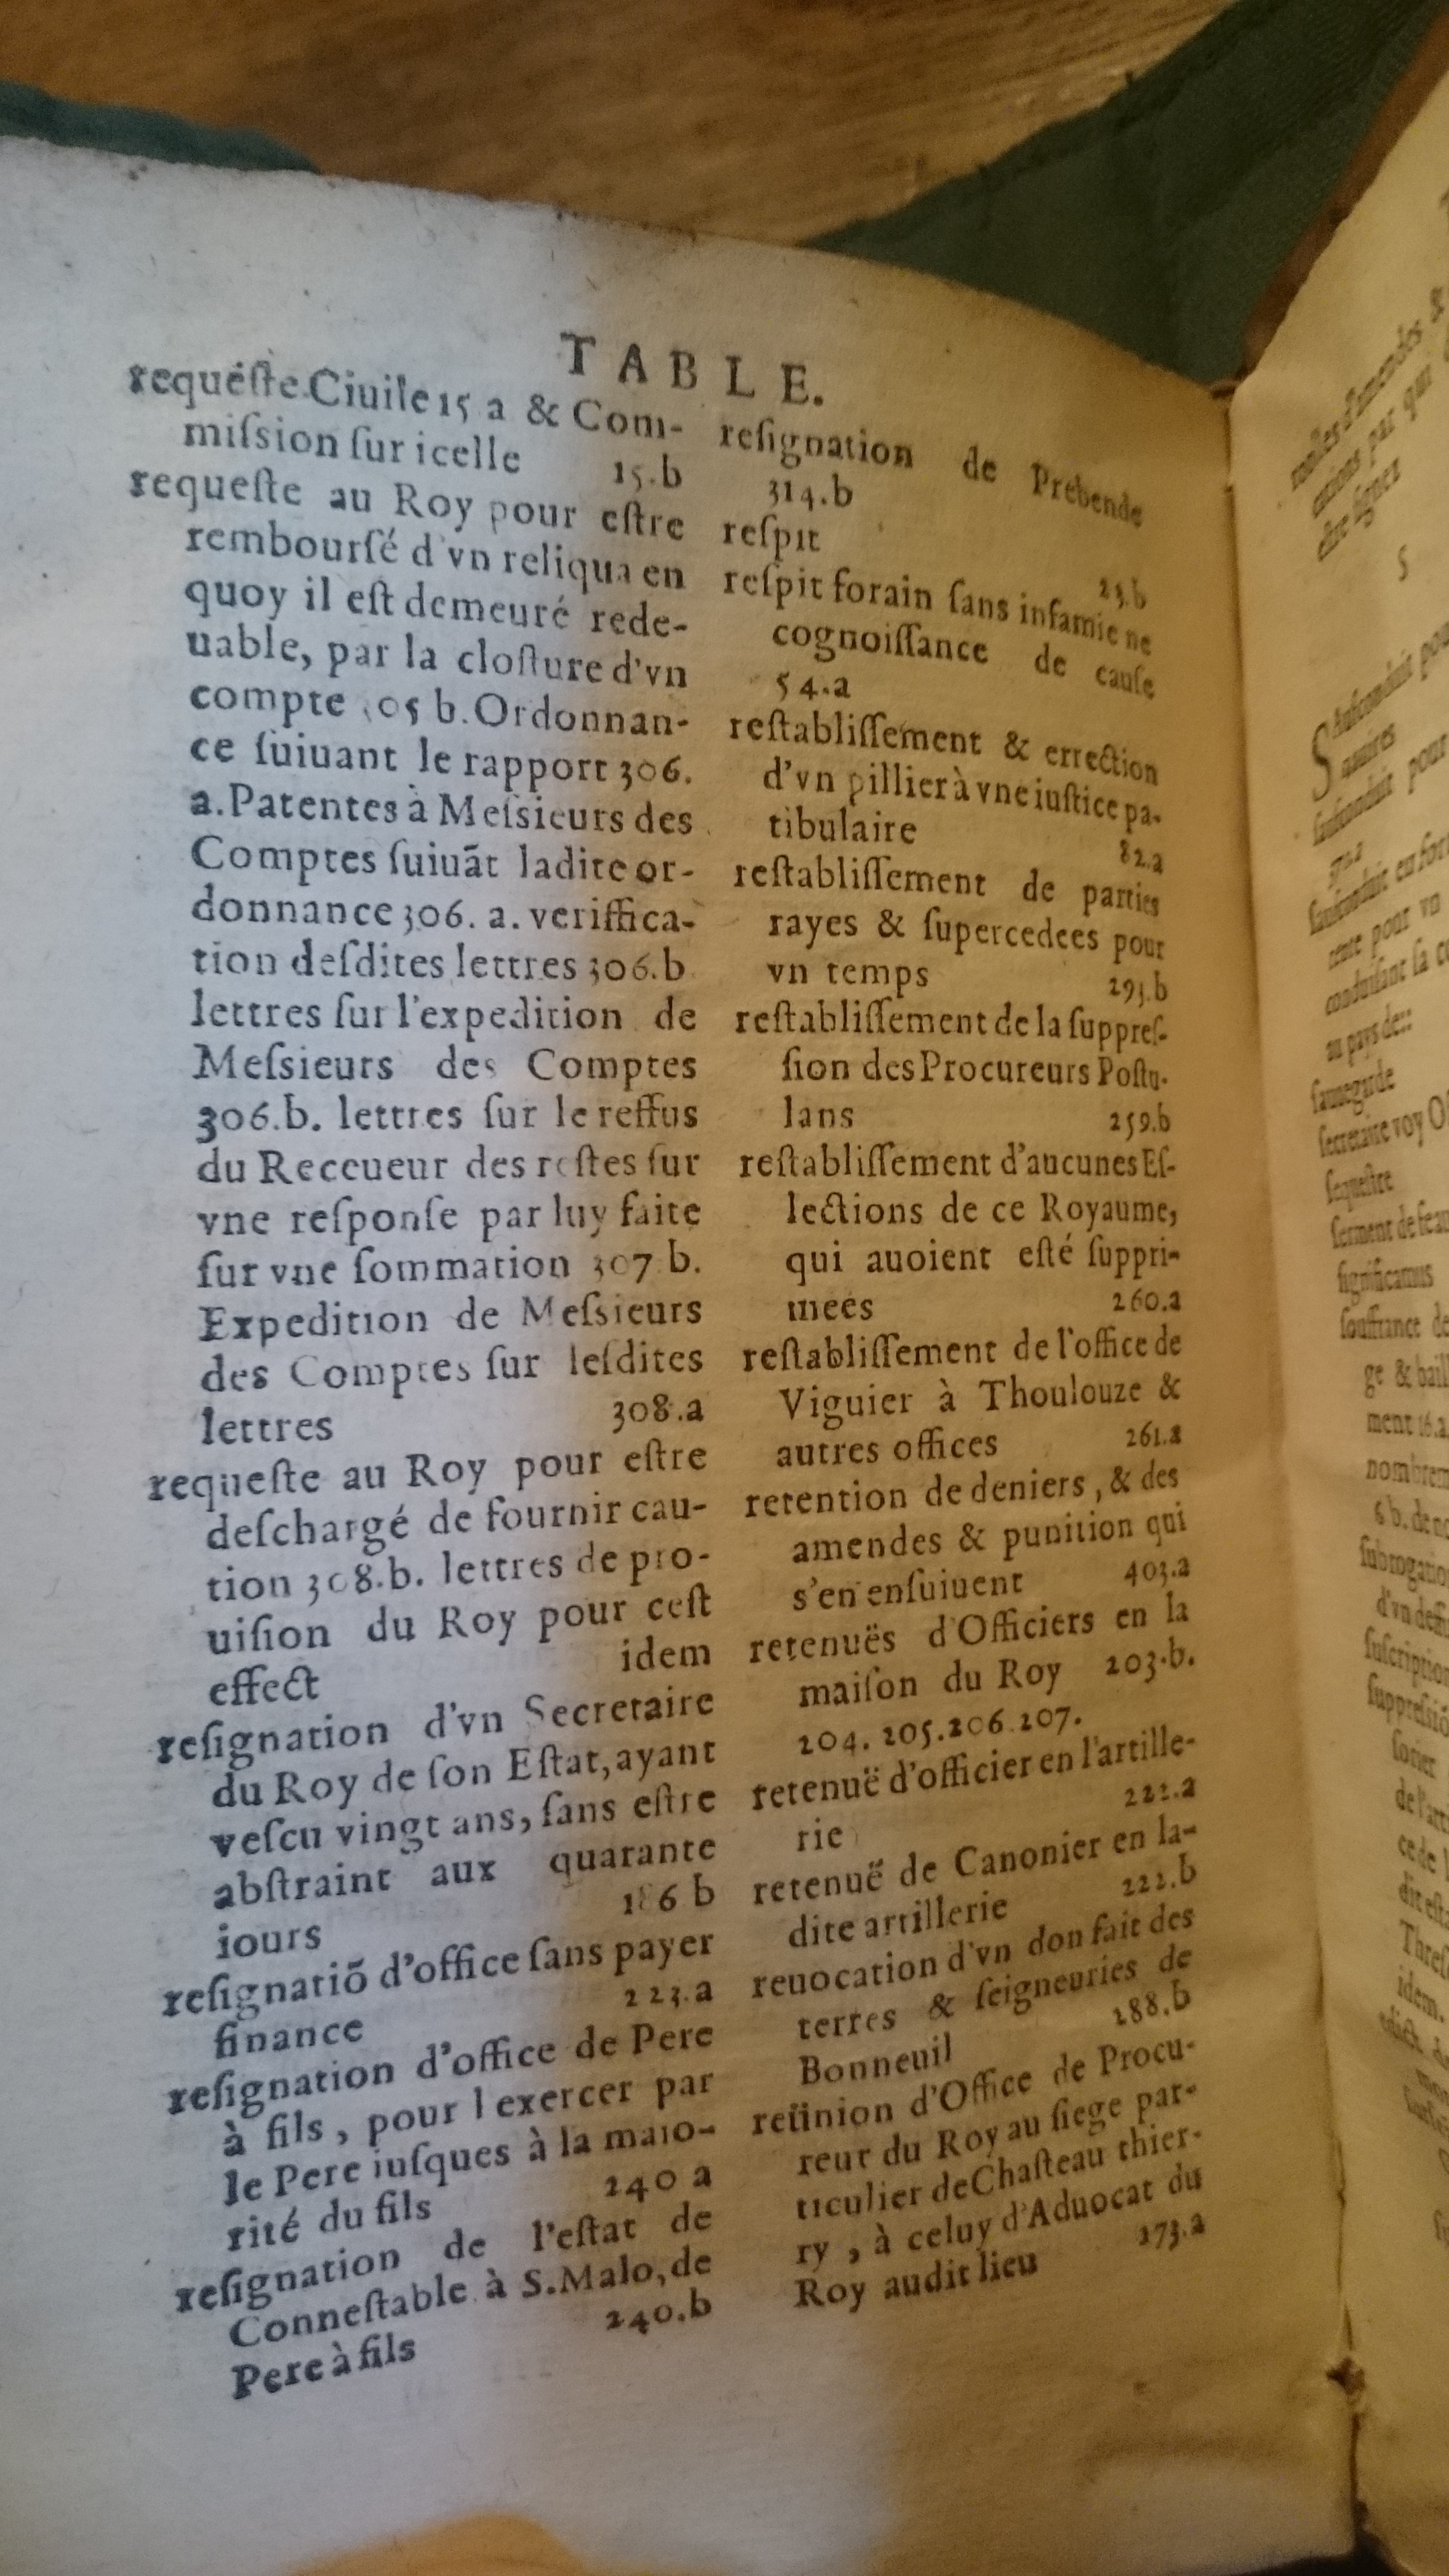 TABLE.
requeste Ciuile 15 a & Com-
miſsion ſur icelle 15.b
requeſte au Roy pour eſtre
rembourſé d'vn reliqua en
quoy il eſt demeuré rede-
uable, par la cloſture d'vn
compte 305 b. Ordonnan-
ce ſuiuant le rapport 306.
a. Patentes à Meſsieurs des
Comptes ſuiuãt ladite or-
donnance 306. a. veriffica-
tion deſdites lettres 306.b
lettres ſur l'expedition de
Meſsieurs des Comptes
306.b. lettres ſur le reffus
du Receueur des reſtes ſur
vne reſponſe par luy faite
ſur vne ſommation 307 b.
Expedition de Meſsieurs
des Comptes ſur leſdites
lettres 308.a
requeſte au Roy pour eſtre
deſchargé de fournir cau-
tion 308.b. lettres de pro-
uiſion du Roy pour ceſt
effect idem
reſignation d'vn Secretaire
du Roy de ſon Eſtat, ayant
veſcu vingt ans, ſans eſtre
abſtraint aux quarante
iours 186 b
reſignatiõ d'office ſans payer
finance 223.a
reſignation d'office de Pere
à fils, pour l exercer par
le Pere iuſques à la maio-
rité du fils 240 a
reſignation de l'eſtat de
Conneſtable à S. Malo, de
Pere à fils 240.b
reſignation de Prebende
314.b
reſpit 23.b
reſpit forain ſans infamie ne
cognoiſſance de cauſe
54.a
reſtabliſſement & errection
d'vn pillier à vne iuſtice pa-
tibulaire 82.a
reſtabliſſement de parties
rayes & ſupercedees pour
vn temps 293.b
reſtabliſſement de la ſuppreſ-
ſion des Procureurs Poſtu-
lans 259.b
reſtabliſſement d'aucunes Eſ-
lections de ce Royaume,
qui auoient eſté ſuppri-
mees 260.a
reſtabliſſement de l'office de
Viguier à Thoulouze &
autres offices 261.a
retention de deniers, & des
amendes & punition qui
s'en enſuiuent 403.a
retenuës d'Officiers en la
maiſon du Roy 203.b.
204. 205. 206. 207.
retenuë d'officier en l'artille-
rie 222.a
retenuë de Canonier en la-
dite artillerie 222.b
reuocation d'vn don fait des
terres & ſeigneuries de
Bonneuil 188.b
reünion d'Office de Procu-
reur du Roy au ſiege par-
ticulier de Chaſteau thier-
ry, à celuy d'Aduocat du
Roy audit lieu 173.a
S
ſauuegarde
ſecretaire voy
ſequeſtre
ſignificamus
ſouffrance de
ment 16.a
idem.